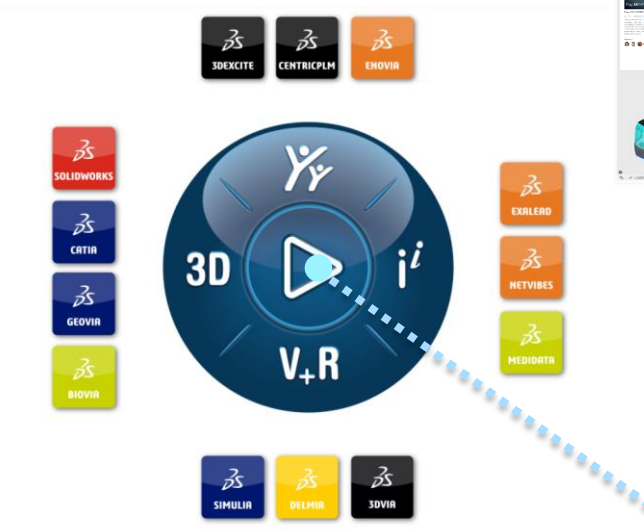 3DEXCITE
CENTRICPLM
ENOVIA
SOLIDWORKS
CATIA
GEOVIA
BIOVIA
3D
i i
V+R
EXALEAD
NETVIBES
MEDIDATA
SIMULIA
DELMIA
3DVIA